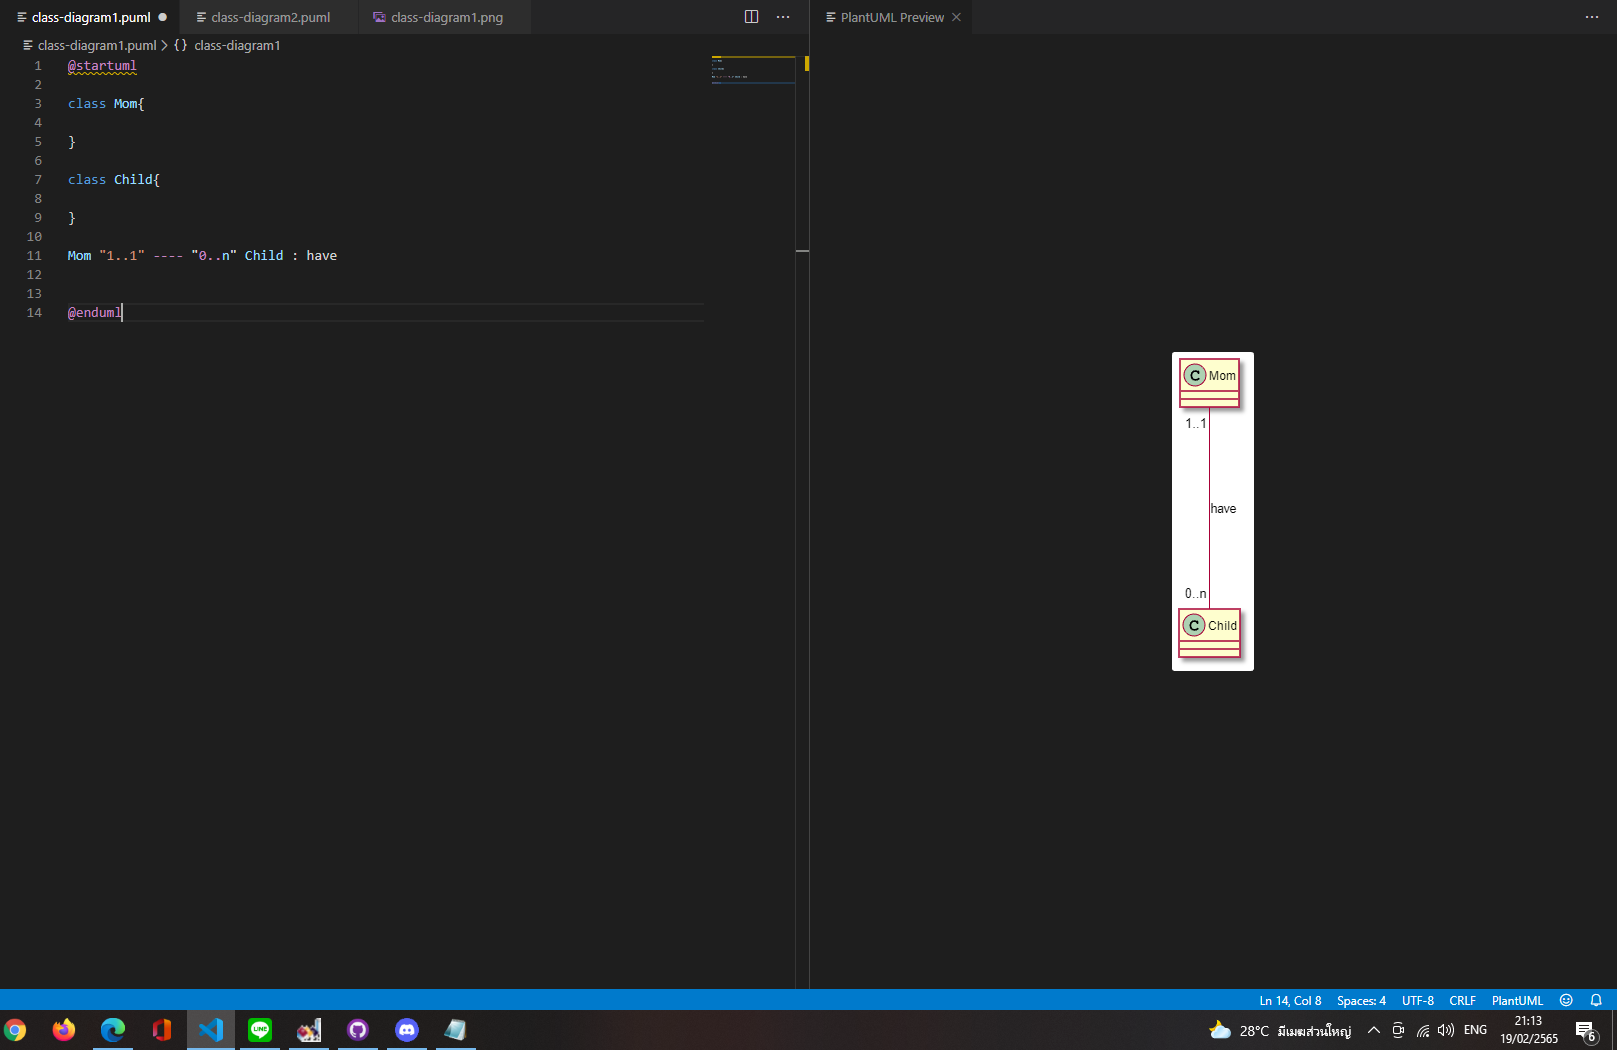 class-diagram1.puml
class-diagram2.puml
class-diagram1.png
PlantUML Preview
class-diagram1.puml > {} class-diagram1
1 @startuml
2
3 class Mom{
4
5 }
6
7 class Child{
8
9 }
10
11 Mom "1..1" ---- "0..n" Child : have
12
13
14 @enduml
C Mom
1..1
have
0..n
C Child
Ln 14, Col 8 Spaces: 4 UTF-8 CRLF PlantUML
LINE
28°C มีเมฆส่วนใหญ่ ENG
21:13
19/02/2565
6